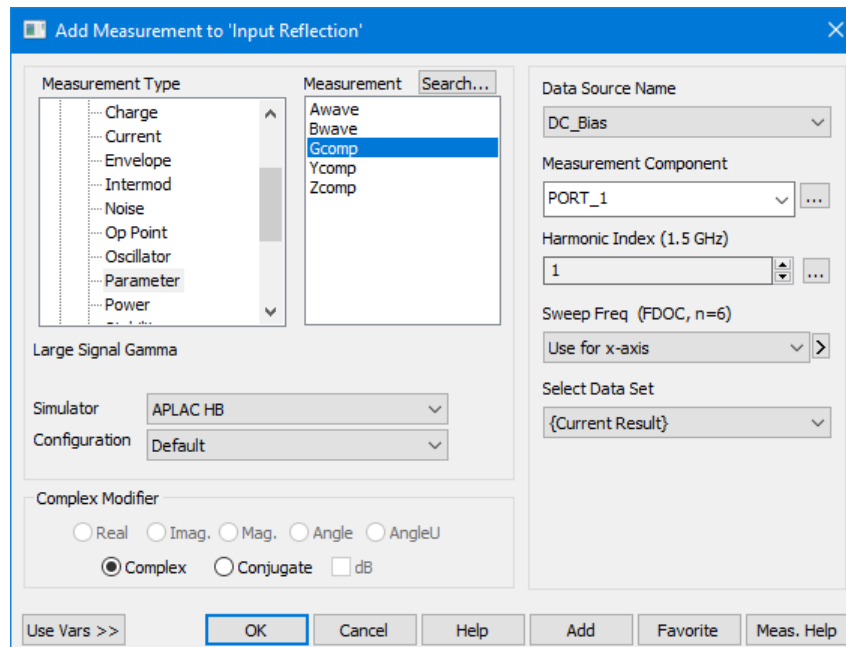 Add Measurement to 'Input Reflection'
Measurement Type
Charge
Current
Envelope
Intermod
Noise
Op Point
Oscillator
Parameter
Power
Measurement
Search...
Awave
Bwave
Gcomp
Ycomp
Zcomp
Large Signal Gamma
Simulator
APLAC HB
Configuration
Default
Complex Modifier
Real
Imag.
Mag.
Angle
AngleU
Complex
Conjugate
dB
Data Source Name
DC_Bias
Measurement Component
PORT_1
...
Harmonic Index (1.5 GHz)
1
...
Sweep Freq (FDOC, n=6)
Use for x-axis
>
Select Data Set
{Current Result}
Use Vars >>
OK
Cancel
Help
Add
Favorite
Meas. Help